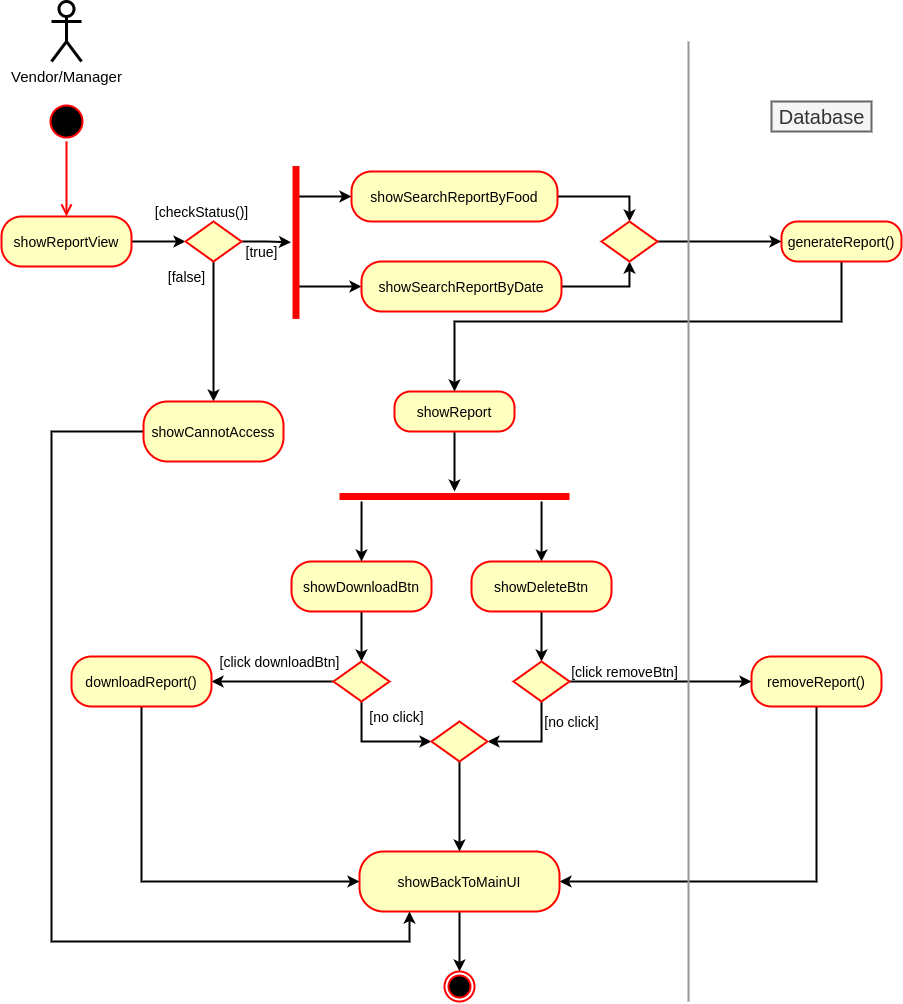 Vendor/Manager
Database
[checkStatus()]
showSearchReportByFood
showReportView
[true]
generateReport()
[false]
showSearchReportByDate
showReport
showCannotAccess
showDownloadBtn
showDeleteBtn
[click downloadBtn]
[click removeBtn]
downloadReport()
removeReport()
[no click]
[no click]
showBackToMainUI